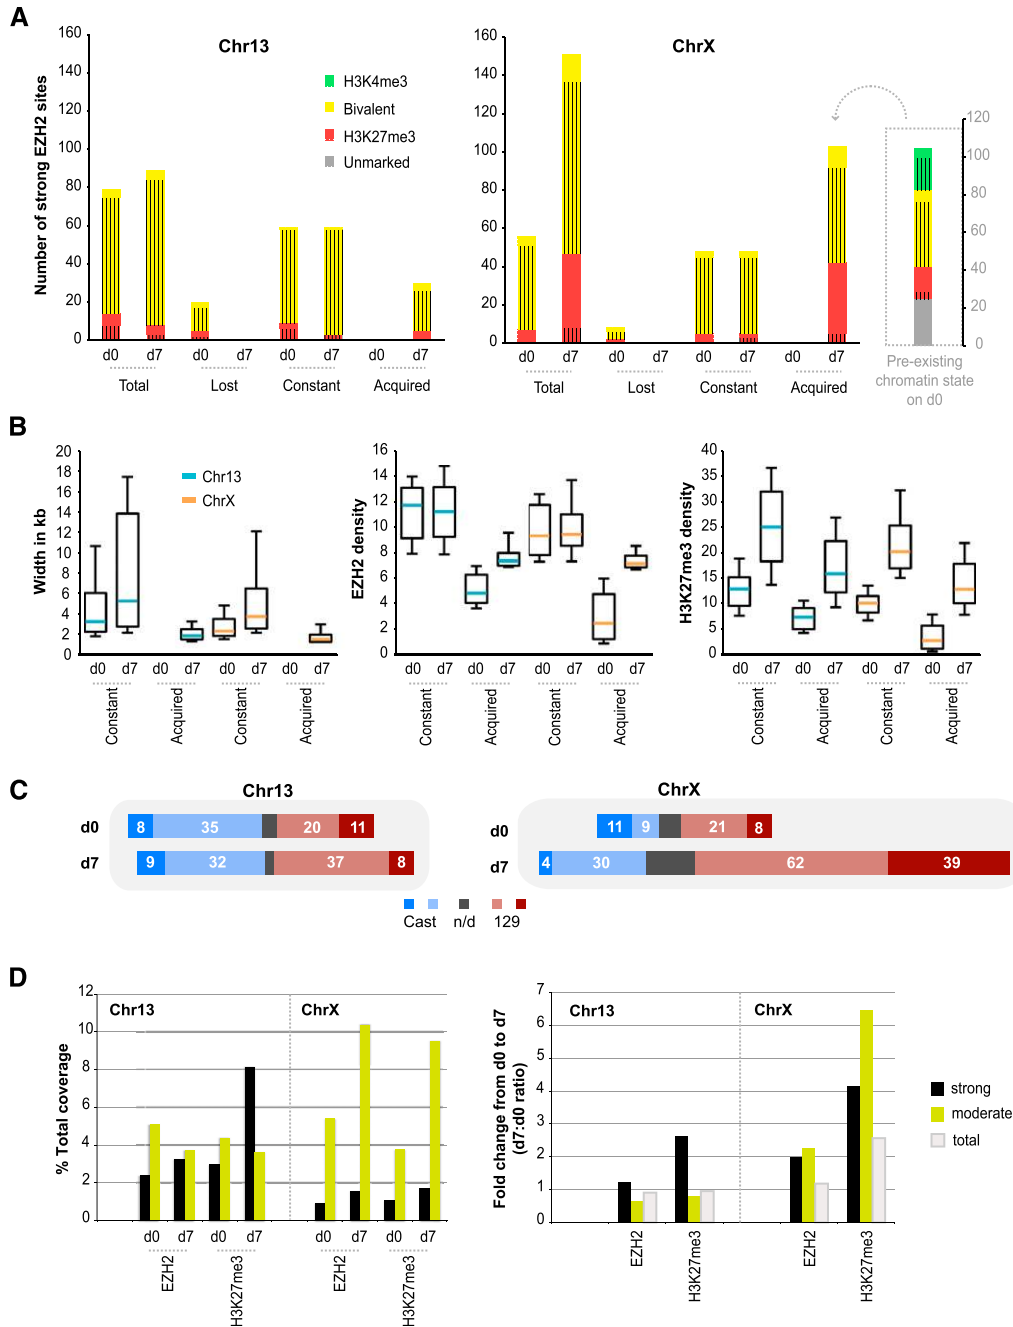 A
Chr13
ChrX
Number of strong EZH2 sites
160
140
120
100
80
60
40
20
0
H3K4me3
Bivalent
H3K27me3
Unmarked
d0 d7 d0 d7 d0 d7 d0 d7
Total Lost Constant Acquired
160
140
120
100
80
60
40
20
0
d0 d7 d0 d7 d0 d7 d0 d7
Total Lost Constant Acquired
120
100
80
60
40
20
0
Pre-existing
chromatin state
on d0
B
Width in kb
20
18
16
14
12
10
8
6
4
2
0
Chr13
ChrX
d0 d7 d0 d7 d0 d7 d0 d7
Constant Acquired Constant Acquired
EZH2 density
16
14
12
10
8
6
4
2
0
d0 d7 d0 d7 d0 d7 d0 d7
Constant Acquired Constant Acquired
H3K27me3 density
40
35
30
25
20
15
10
5
0
d0 d7 d0 d7 d0 d7 d0 d7
Constant Acquired Constant Acquired
C
Chr13
d0 8 35 20 11
d7 9 32 37 8
ChrX
d0 11 9 21 8
d7 4 30 62 39
Cast n/d 129
D
% Total coverage
12
10
8
6
4
2
0
Chr13 ChrX
d0 d7 d0 d7 d0 d7 d0 d7
EZH2 H3K27me3 EZH2 H3K27me3
Fold change from d0 to d7
(d7:d0 ratio)
7
6
5
4
3
2
1
0
Chr13 ChrX
EZH2 H3K27me3 EZH2 H3K27me3
strong
moderate
total